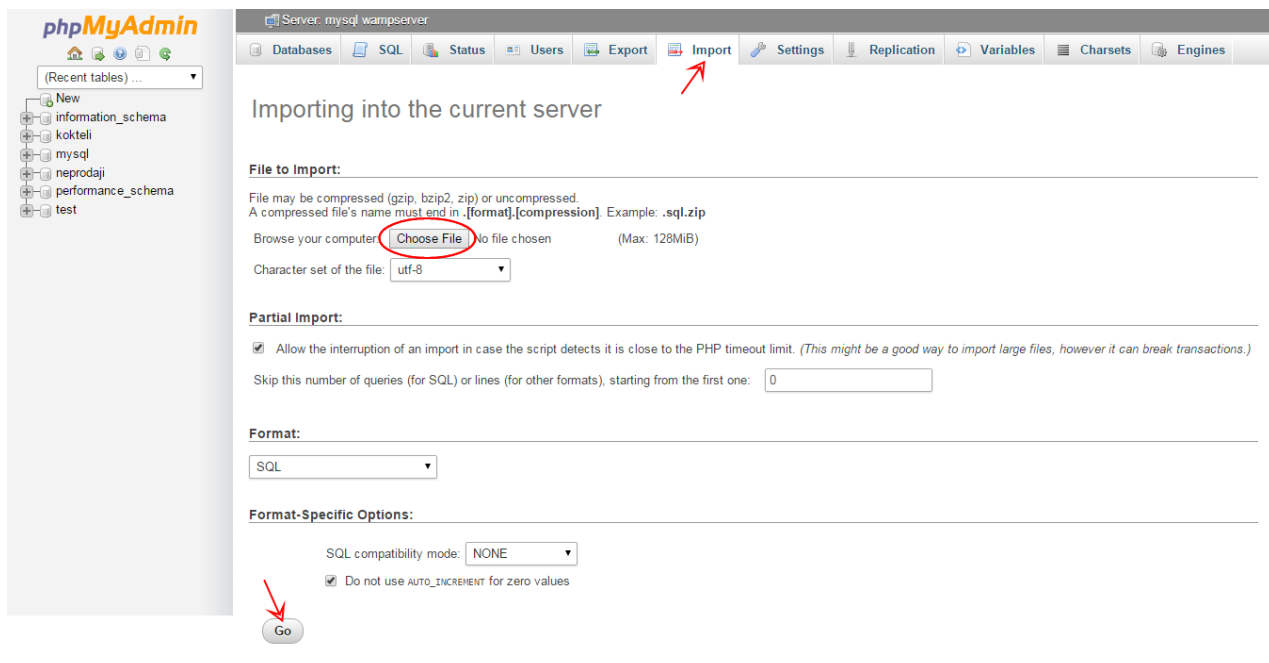 phpMyAdmin
(Recent tables) ...
New
information_schema
kokteli
mysql
neprodaji
performance_schema
test
Server: mysql wampserver
Databases SQL Status Users Export Import Settings Replication Variables Charsets Engines
Importing into the current server
File to Import:
File may be compressed (gzip, bzip2, zip) or uncompressed.
A compressed file's name must end in .[format].[compression]. Example: .sql.zip
Browse your computer: Choose File No file chosen (Max: 128MiB)
Character set of the file: utf-8
Partial Import:
Allow the interruption of an import in case the script detects it is close to the PHP timeout limit. (This might be a good way to import large files, however it can break transactions.)
Skip this number of queries (for SQL) or lines (for other formats), starting from the first one: 0
Format:
SQL
Format-Specific Options:
SQL compatibility mode: NONE
Do not use AUTO_INCREMENT for zero values
Go